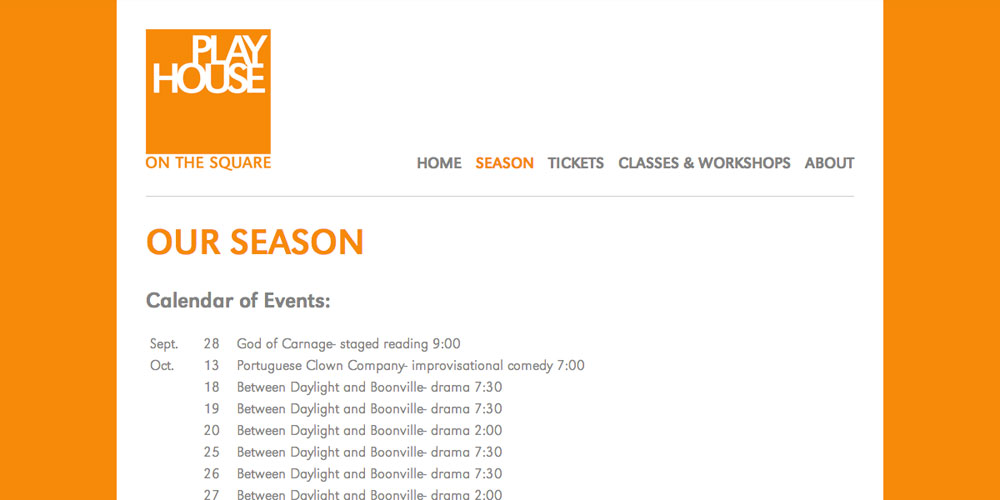 PLAY
HOUSE
ON THE SQUARE
HOME SEASON TICKETS CLASSES & WORKSHOPS ABOUT
OUR SEASON
Calendar of Events:
Sept. 28 God of Carnage- staged reading 9:00
Oct. 13 Portuguese Clown Company- improvisational comedy 7:00
18 Between Daylight and Boonville- drama 7:30
19 Between Daylight and Boonville- drama 7:30
20 Between Daylight and Boonville- drama 2:00
25 Between Daylight and Boonville- drama 7:30
26 Between Daylight and Boonville- drama 7:30
27 Between Daylight and Boonville- drama 2:00